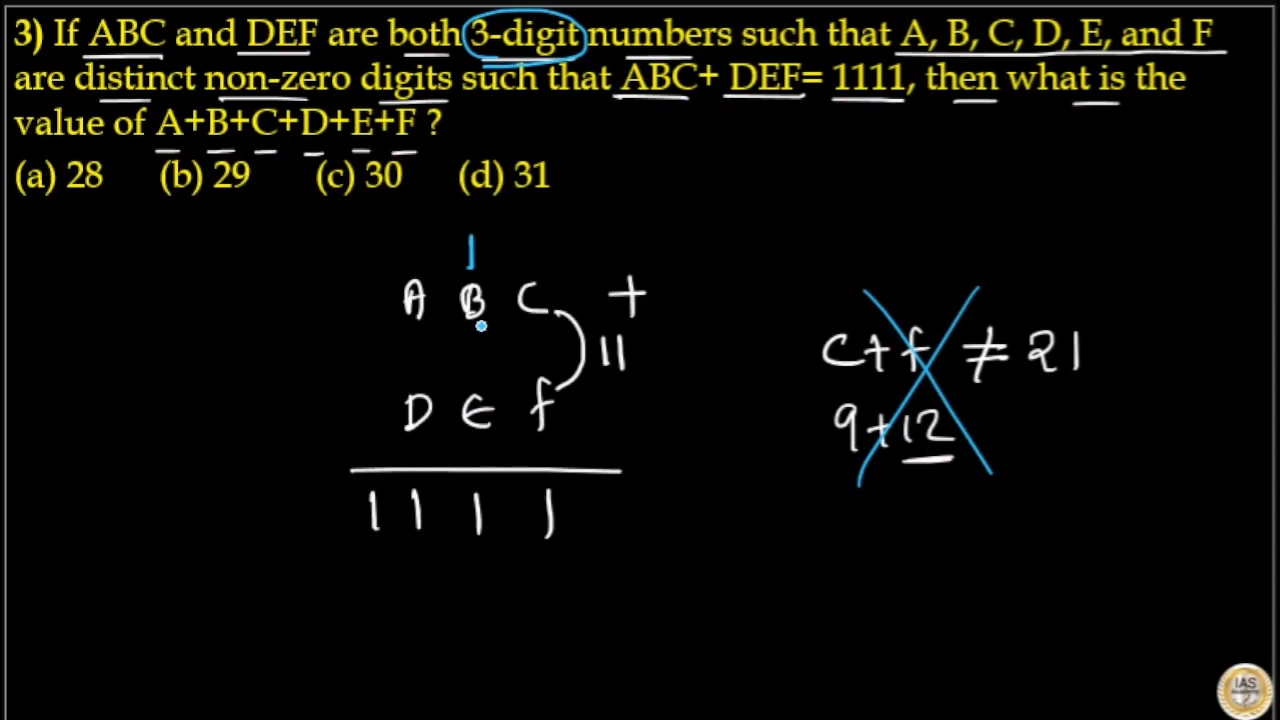 3) If ABC and DEF are both 3-digit numbers such that A, B, C, D, E, and F
are distinct non-zero digits such that ABC+ DEF= 1111, then what is the
value of A+B+C+D+E+F ?
(a) 28 (b) 29 (c) 30 (d) 31
1
A B C +
11
D E F
1 1 1 1
C+f ≠ 21
9+12
IAS